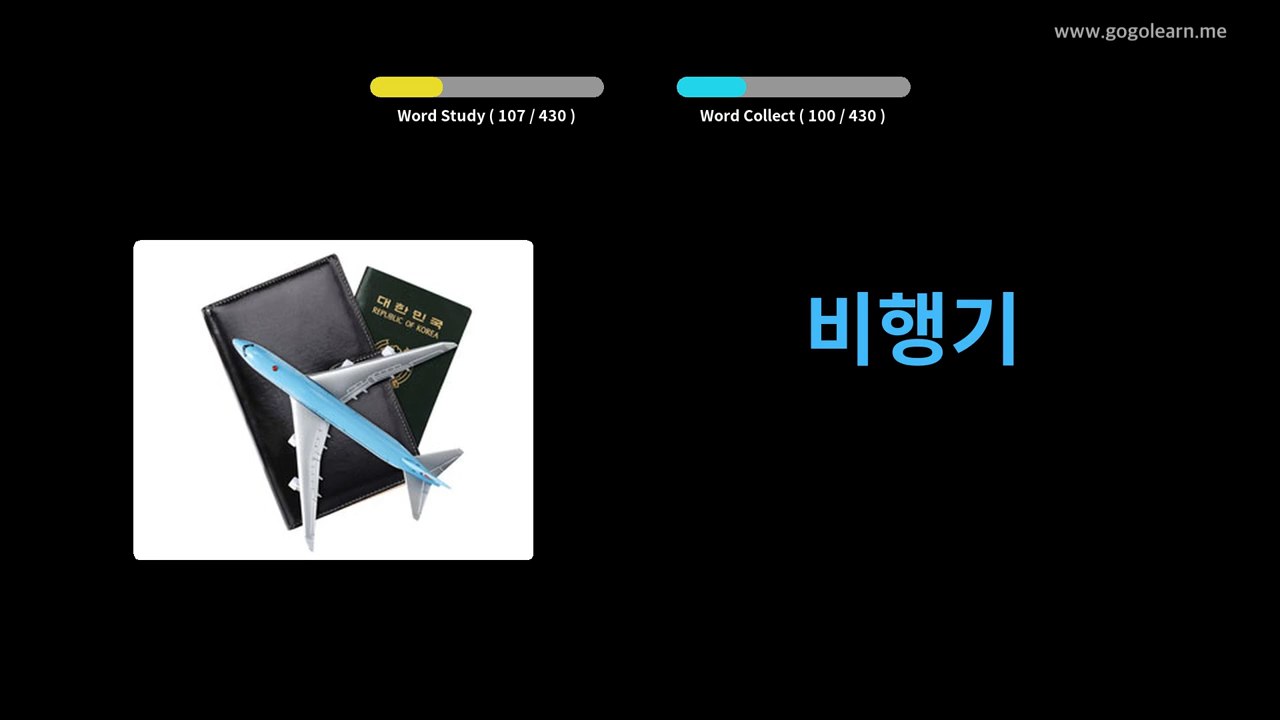 www.gogolearn.me
Word Study ( 107 / 430 )
Word Collect ( 100 / 430 )
대한민국
REPUBLIC OF KOREA
비행기